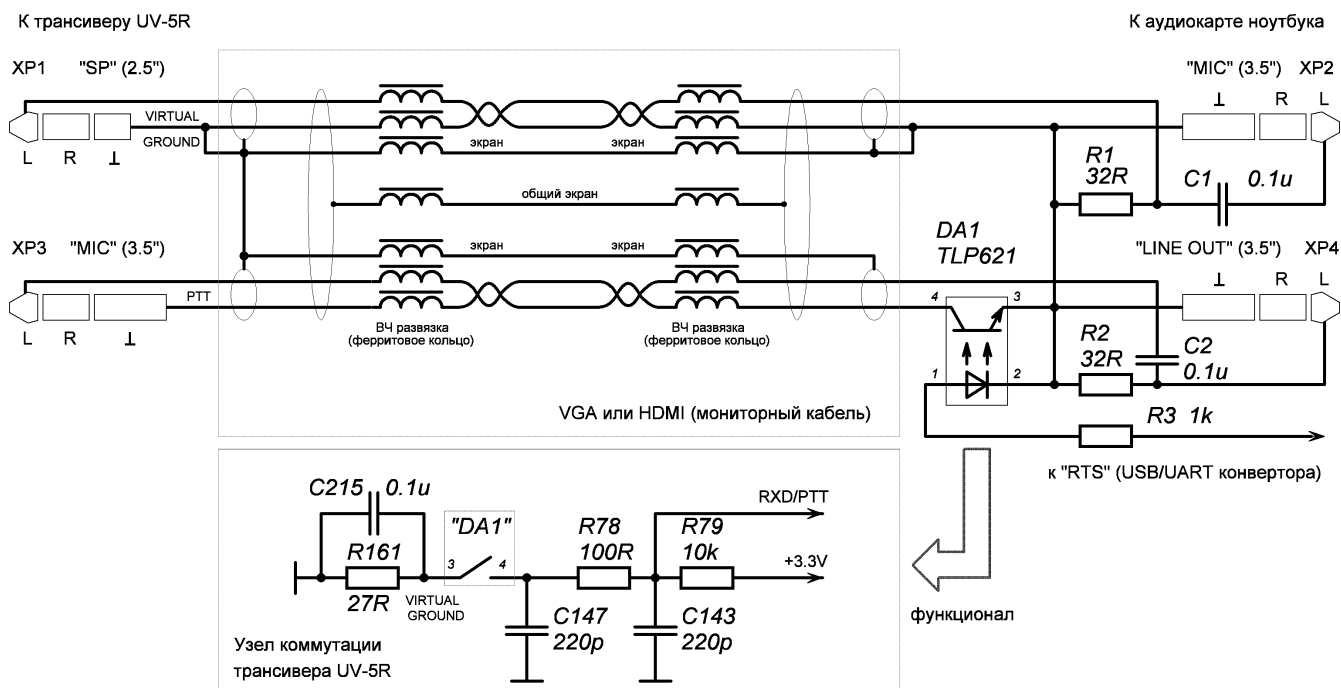 К трансиверу UV-5R
К аудиокарте ноутбука
XP1 "SP" (2.5")
"MIC" (3.5") XP2
VIRTUAL
GROUND
L R ⊥
⊥ R L
экран экран
общий экран
R1
32R
C1 0.1u
XP3 "MIC" (3.5")
экран экран
DA1
TLP621
"LINE OUT" (3.5") XP4
PTT
L R ⊥
⊥ R L
4 3
1 2
ВЧ развязка
(ферритовое кольцо)
ВЧ развязка
(ферритовое кольцо)
R2
32R
C2
0.1u
VGA или HDMI (мониторный кабель)
R3 1k
к "RTS" (USB/UART конвертора)
C215 0.1u
"DA1"
R161
27R
3 4
VIRTUAL
GROUND
R78
100R
R79
10k
RXD/PTT
+3.3V
C147
220p
C143
220p
функционал
Узел коммутации
трансивера UV-5R